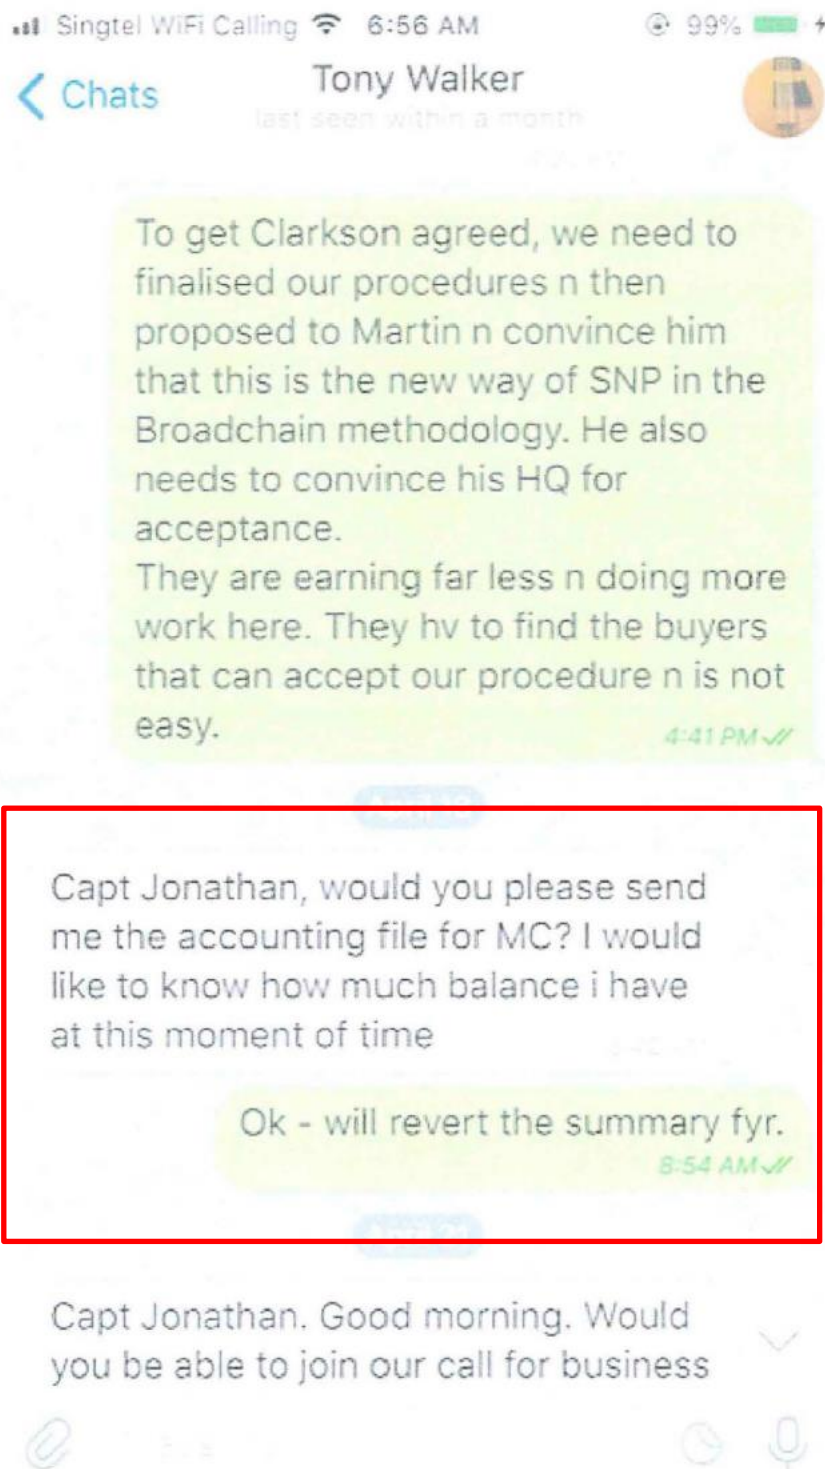 Singtel WiFi Calling 6:56 AM 99%
Chats
Tony Walker
last seen within a month
To get Clarkson agreed, we need to
finalised our procedures n then
proposed to Martin n convince him
that this is the new way of SNP in the
Broadchain methodology. He also
needs to convince his HQ for
acceptance.
They are earning far less n doing more
work here. They hv to find the buyers
that can accept our procedure n is not
easy.
4:41 PM
Capt Jonathan, would you please send
me the accounting file for MC? I would
like to know how much balance i have
at this moment of time
Ok - will revert the summary fyr.
8:54 AM
Capt Jonathan. Good morning. Would
you be able to join our call for business